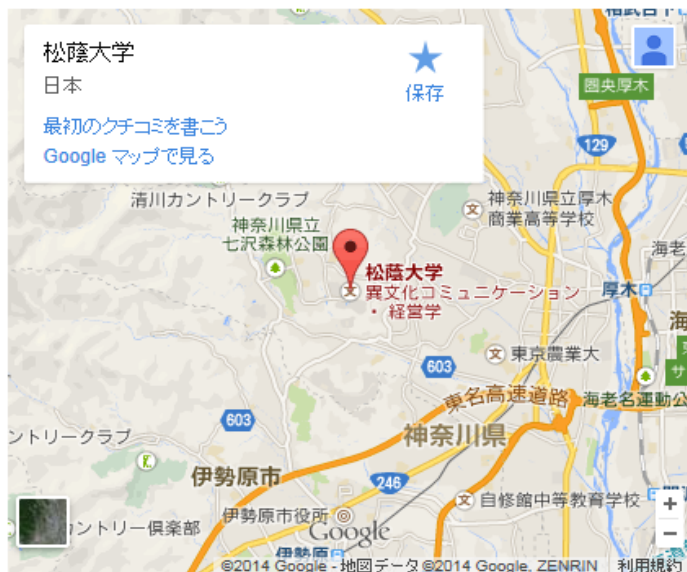 松蔭大学
日本
保存
最初のクチコミを書こう
Google マップで見る
圏央厚木
129
清川カントリークラブ
神奈川県立
七沢森林公園
神奈川県立厚木
商業高等学校
海老
松蔭大学
異文化コミュニケーション
・ 経営学
厚木
海
603
東京農業大
サ
東名高速道路
海老名運動公
603
神奈川県
ントリークラブ
伊勢原市
246
自修館中等教育学校
カントリー倶楽部
伊勢原市役所
Google
伊勢原
©2014 Google - 地図データ ©2014 Google, ZENRIN
利用規約